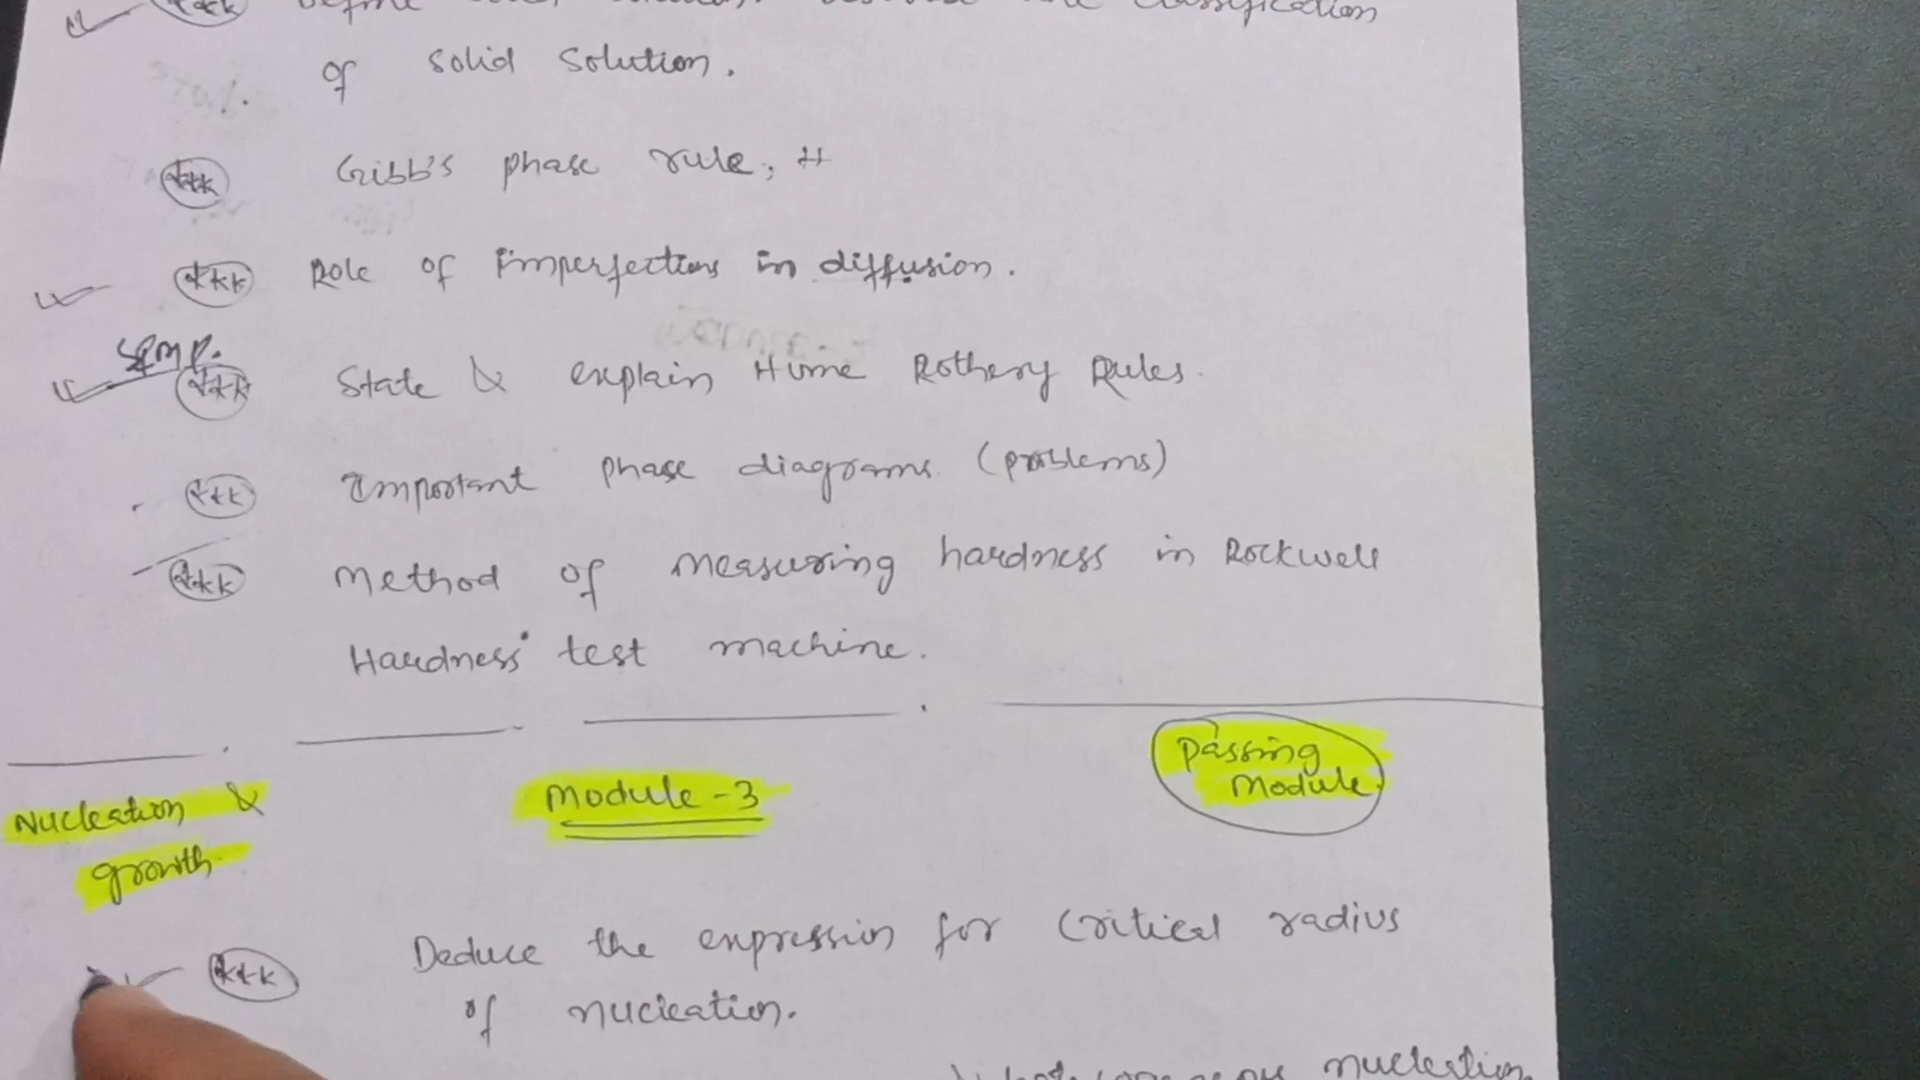 Define
classification
of solid solution.
*** Gibb's phase rule.
*** Role of imperfections in diffusion.
Imp.
*** State & explain Hume Rothery Rules.
*** Important phase diagrams. (problems)
*** Method of measuring hardness in Rockwell
Hardness test machine.
Passing
Module
Nucleation &
growth
Module-3
*** Deduce the expression for critical radius
of nucleation.
nucleation